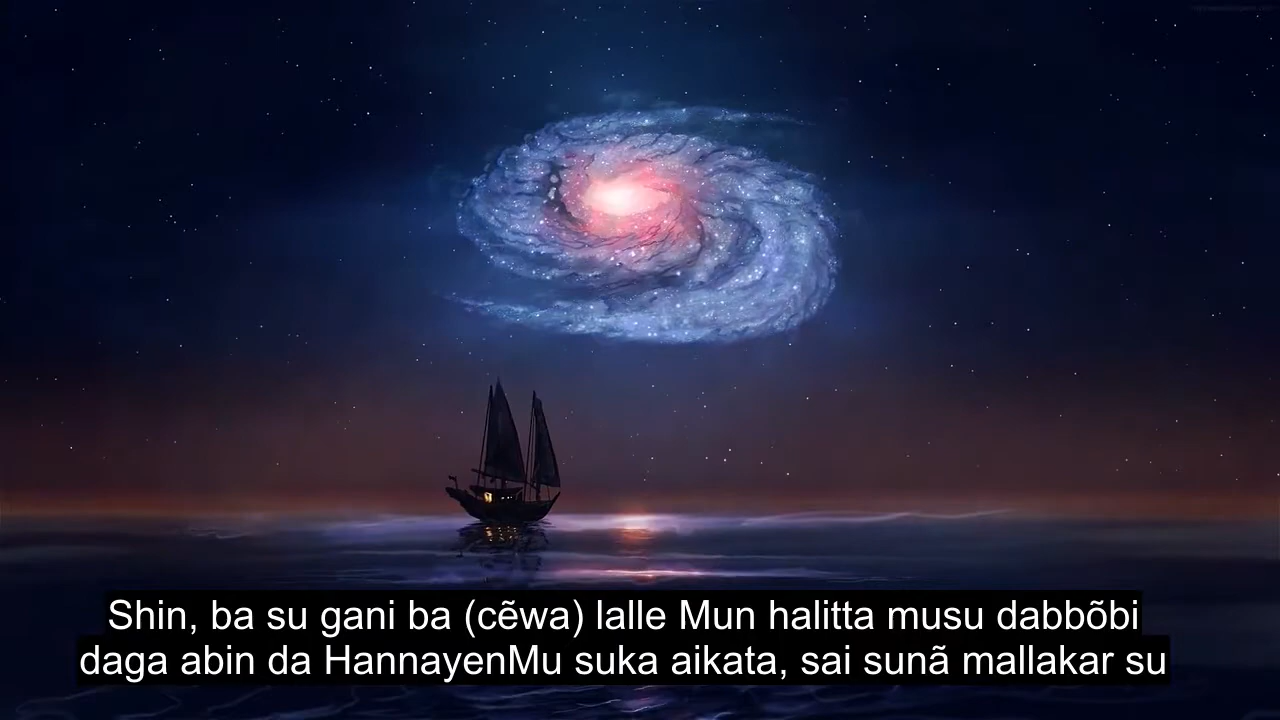 Shin, ba su gani ba (cẽwa) lalle Mun halitta musu dabbõbi
daga abin da HannayenMu suka aikata, sai sunã mallakar su